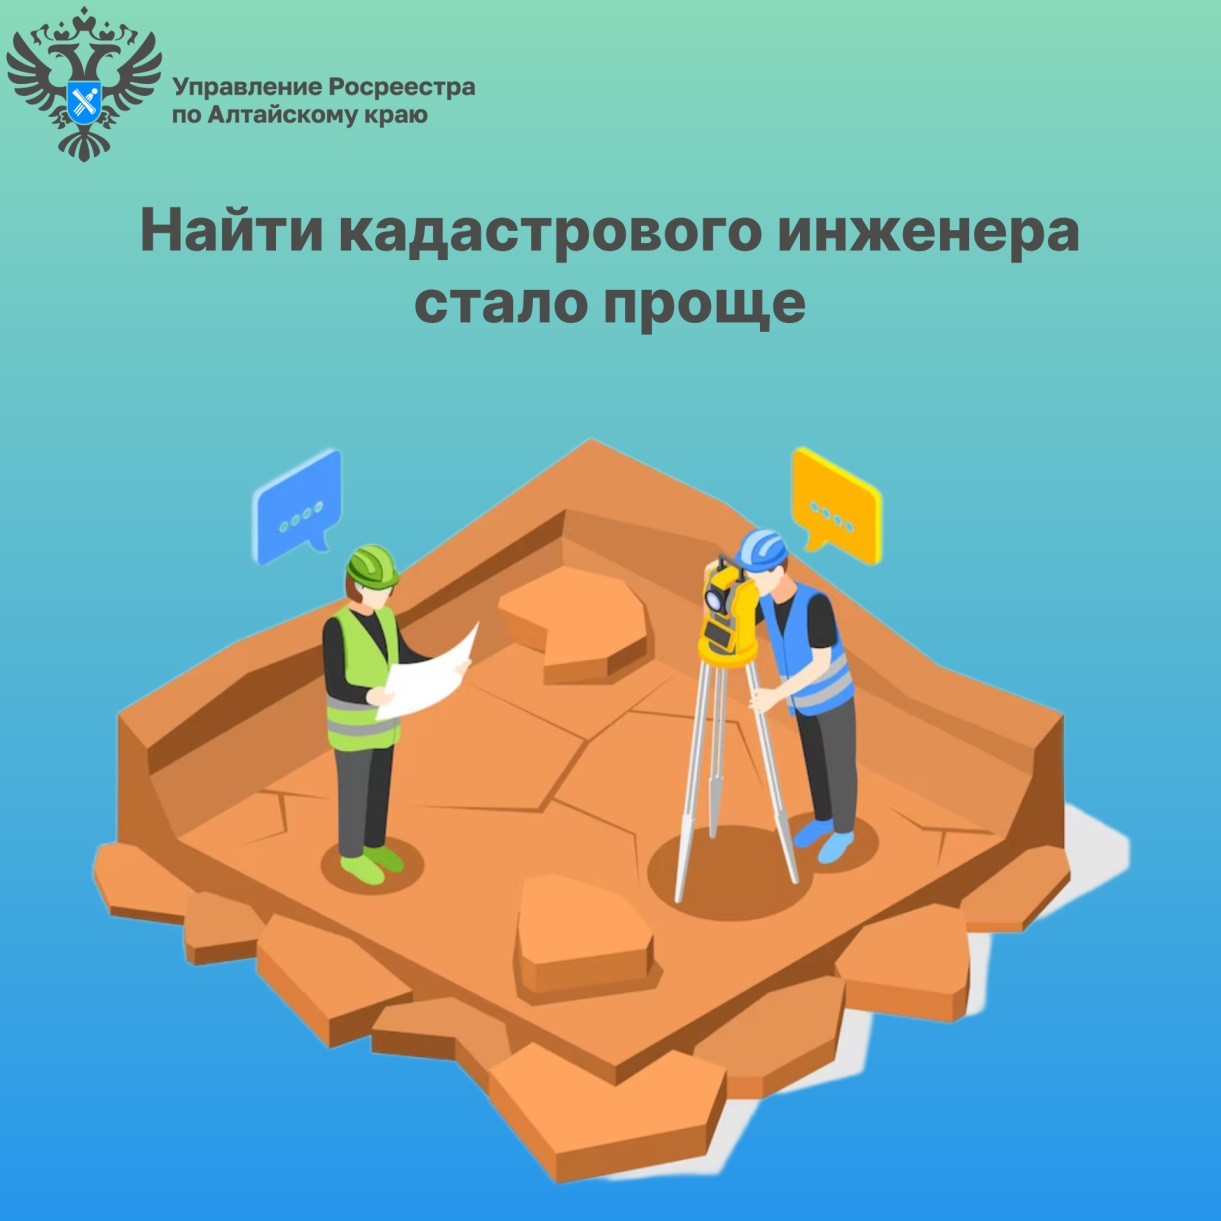 Управление Росреестра
по Алтайскому краю
Найти кадастрового инженера
стало проще